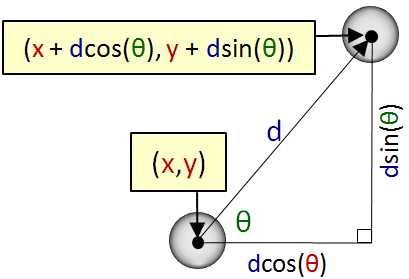 (x + dcos(θ), y + dsin(θ))
d
dsin(θ)
(x,y)
θ
dcos(θ)